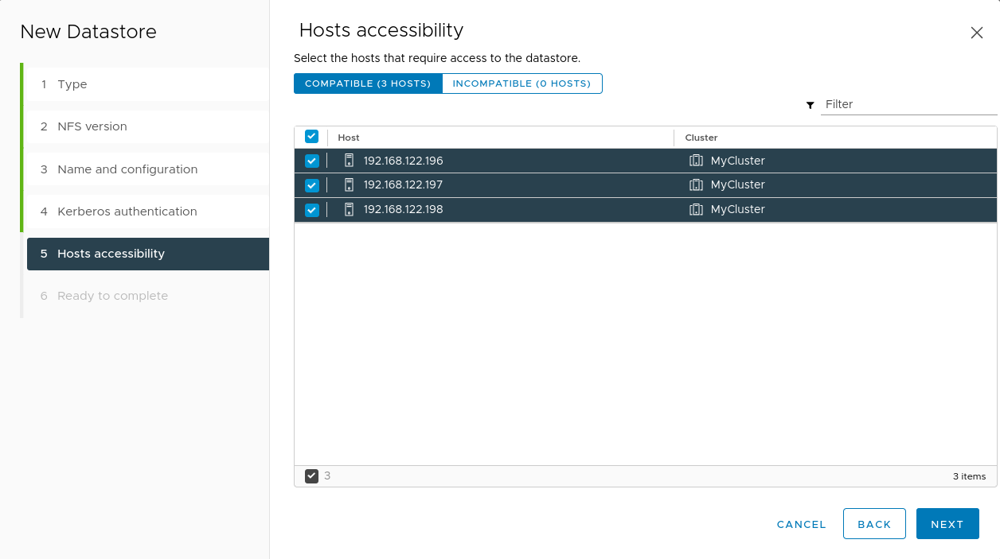 New Datastore
1 Type
2 NFS version
3 Name and configuration
4 Kerberos authentication
5 Hosts accessibility
6 Ready to complete
Hosts accessibility
Select the hosts that require access to the datastore.
COMPATIBLE (3 HOSTS) INCOMPATIBLE (0 HOSTS)
Filter
Host Cluster
192.168.122.196 MyCluster
192.168.122.197 MyCluster
192.168.122.198 MyCluster
3 3 items
CANCEL BACK NEXT